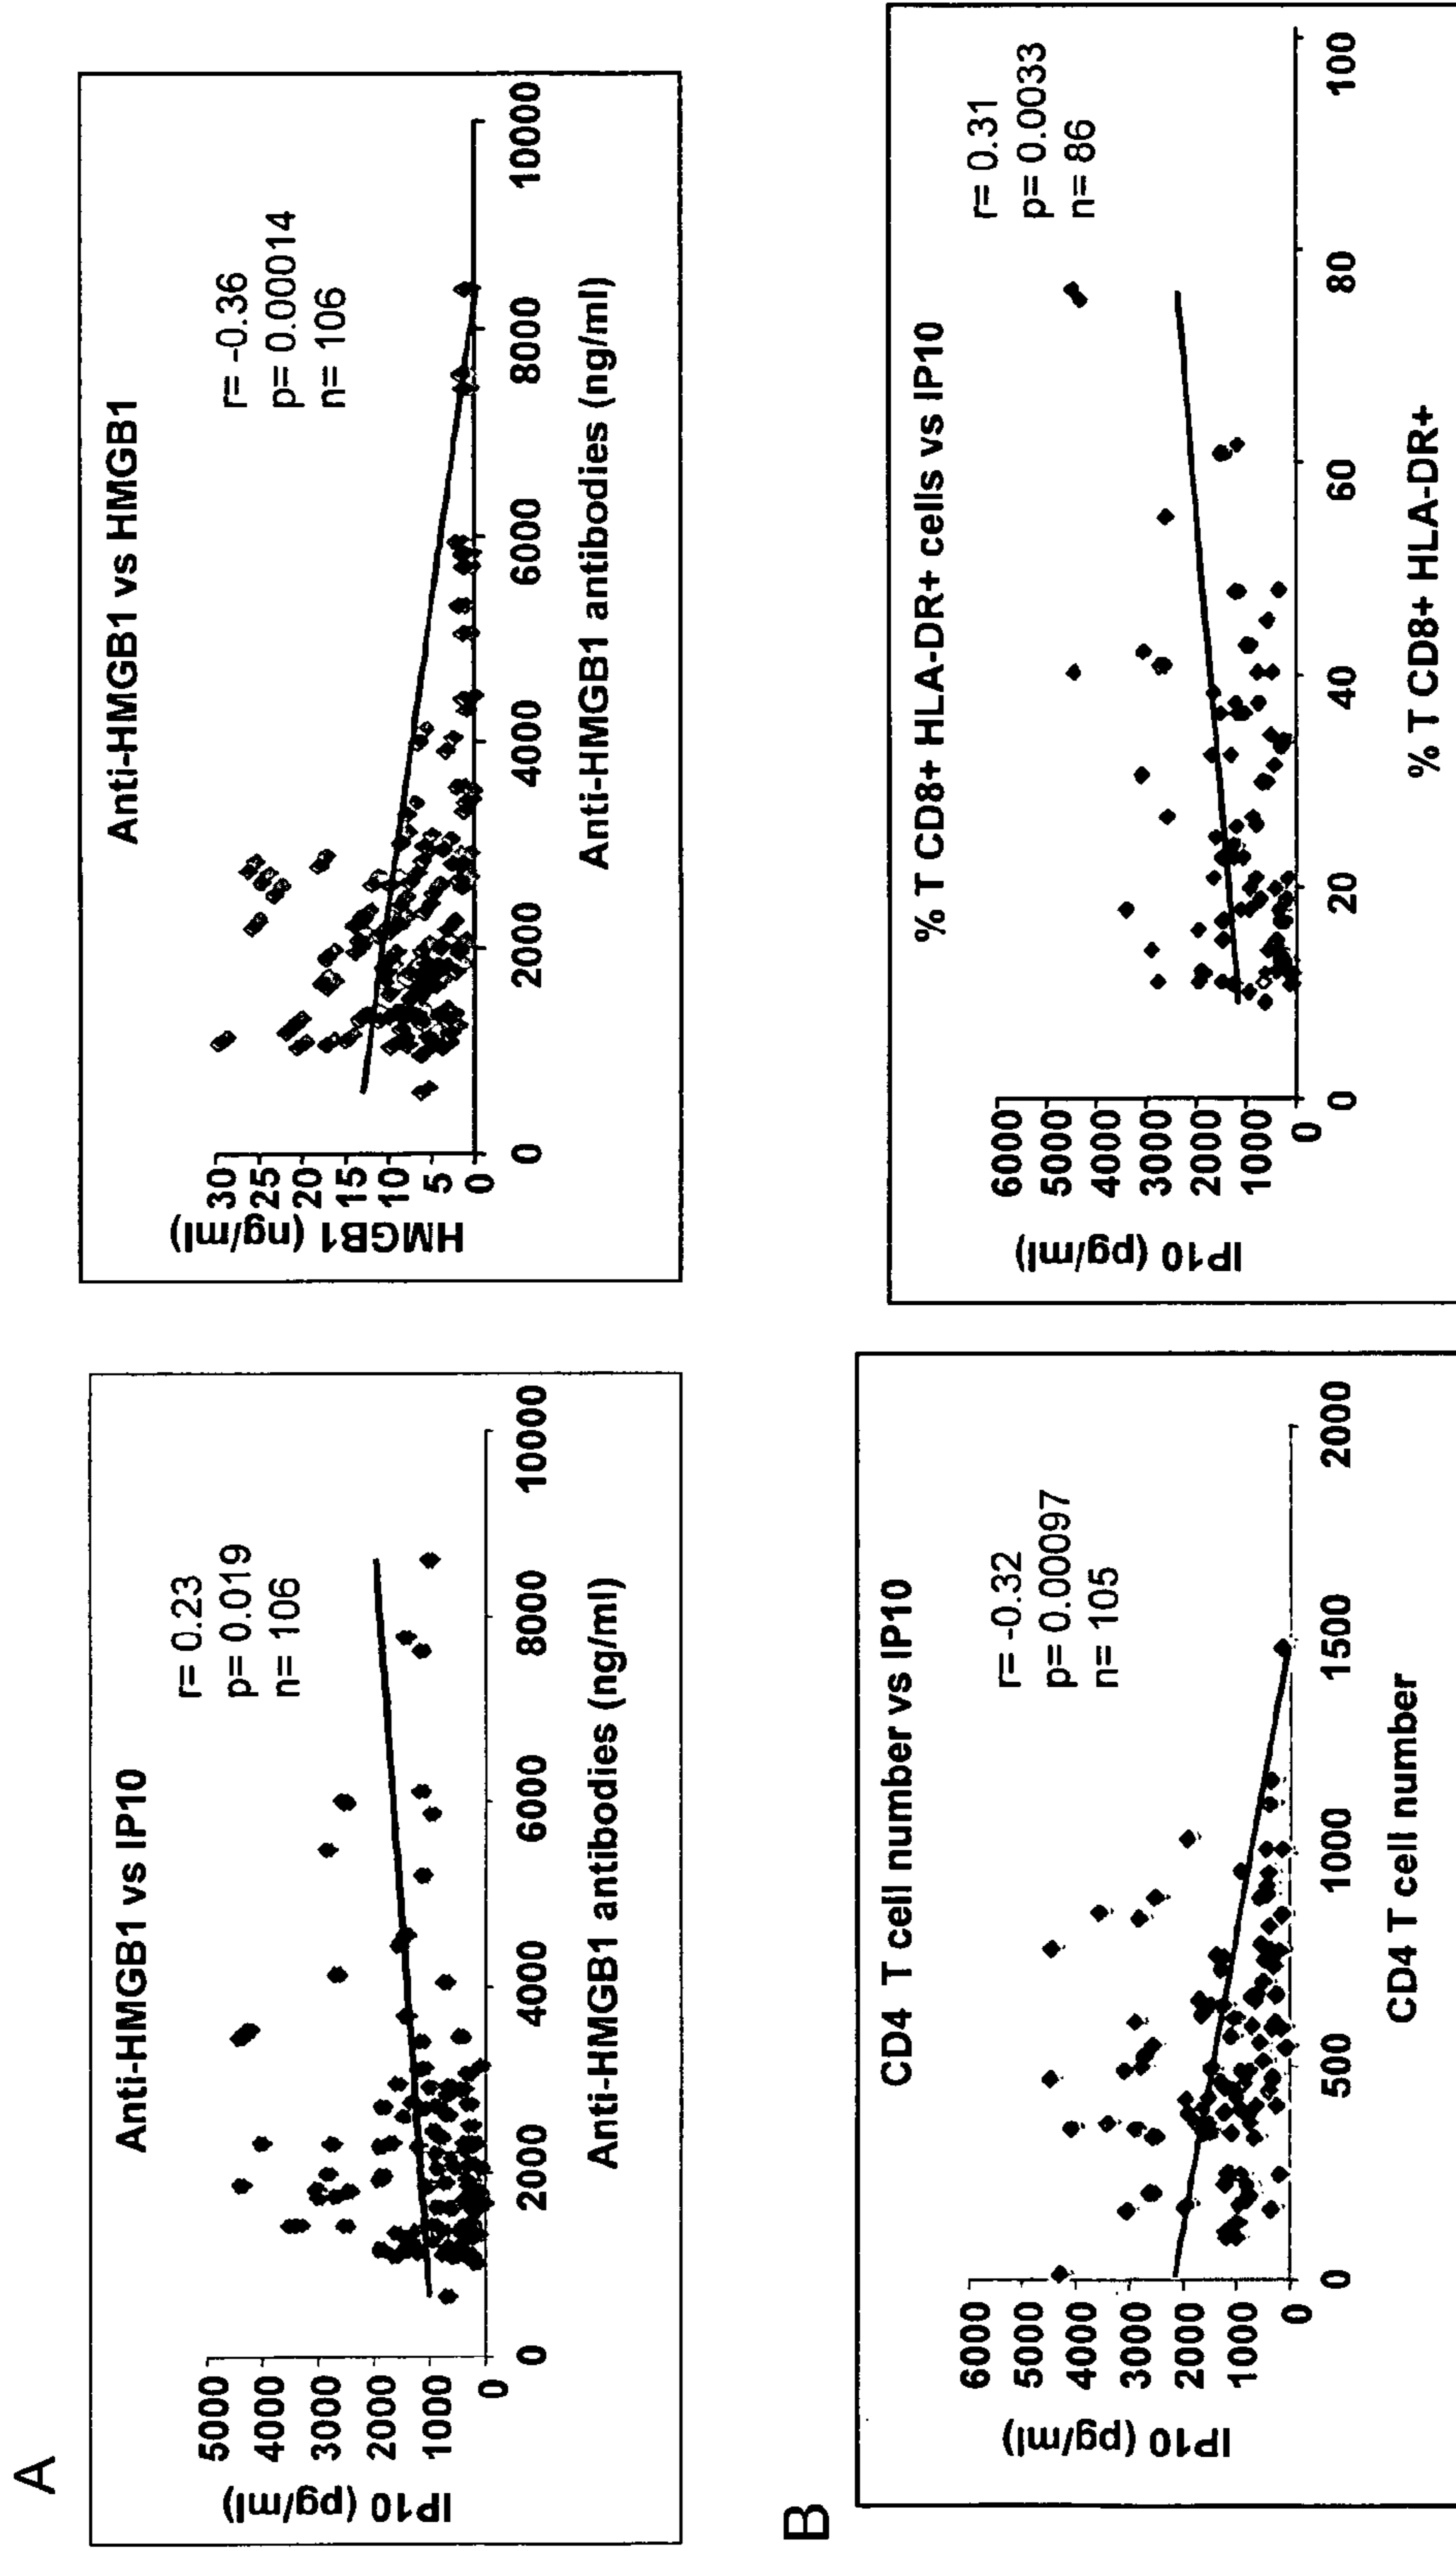 A
Anti-HMGB1 vs IP10
r= 0.23
p= 0.019
n= 106
IP10 (pg/ml)
5000
4000
3000
2000
1000
0
0 2000 4000 6000 8000 10000
Anti-HMGB1 antibodies (ng/ml)
Anti-HMGB1 vs HMGB1
r= -0.36
p= 0.00014
n= 106
HMGB1 (ng/ml)
30
25
20
15
10
5
0
0 2000 4000 6000 8000 10000
Anti-HMGB1 antibodies (ng/ml)
B
CD4 T cell number vs IP10
r= -0.32
p= 0.00097
n= 105
IP10 (pg/ml)
6000
5000
4000
3000
2000
1000
0
0 500 1000 1500 2000
CD4 T cell number
% T CD8+ HLA-DR+ cells vs IP10
r= 0.31
p= 0.0033
n= 86
IP10 (pg/ml)
6000
5000
4000
3000
2000
1000
0
0 20 40 60 80 100
% T CD8+ HLA-DR+